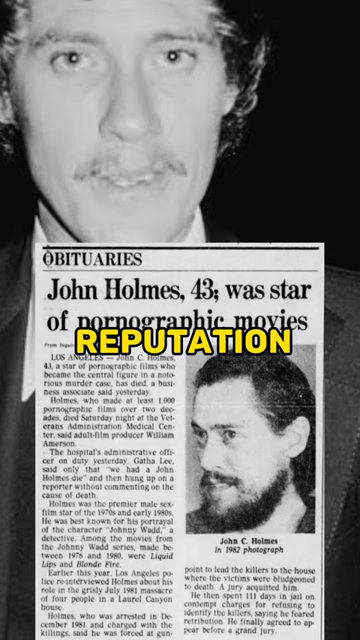 OBITUARIES
John Holmes, 43; was star
of pornographic movies
REPUTATION
LOS ANGELES — John C. Holmes,
43, a star of pornographic films who
became the central figure in a noto-
rious murder case, has died, a busi-
ness associate said yesterday.
Holmes, who made at least 1,000
pornographic films over two dec-
ades, died Saturday night at the Vet-
erans Administration Medical Cen-
ter, said adult-film producer William
Amerson.
The hospital's administrative offi-
cer on duty yesterday, Gatha Lee,
said only that "we had a John
Holmes die" and then hung up on a
reporter without commenting on the
cause of death.
Holmes was the premier male sex-
film star of the 1970s and early 1980s.
He was best known for his portrayal
of the character "Johnny Wadd," a
detective. Among the movies from
the Johnny Wadd series, made be-
tween 1976 and 1980, were Liquid
Lips and Blonde Fire.
Earlier this year, Los Angeles po-
lice re-interviewed Holmes about his
role in the grisly July 1981 massacre
of four people in a Laurel Canyon
house.
Holmes, who was arrested in De-
cember 1981 and charged with the
killings, said he was forced at gun-
John C. Holmes
In 1982 photograph
point to lead the killers to the house
where the victims were bludgeoned
to death. A jury acquitted him.
He then spent 111 days in jail on
contempt charges for refusing to
identify the killers, saying he feared
retribution. He finally agreed to ap-
pear before a grand jury.